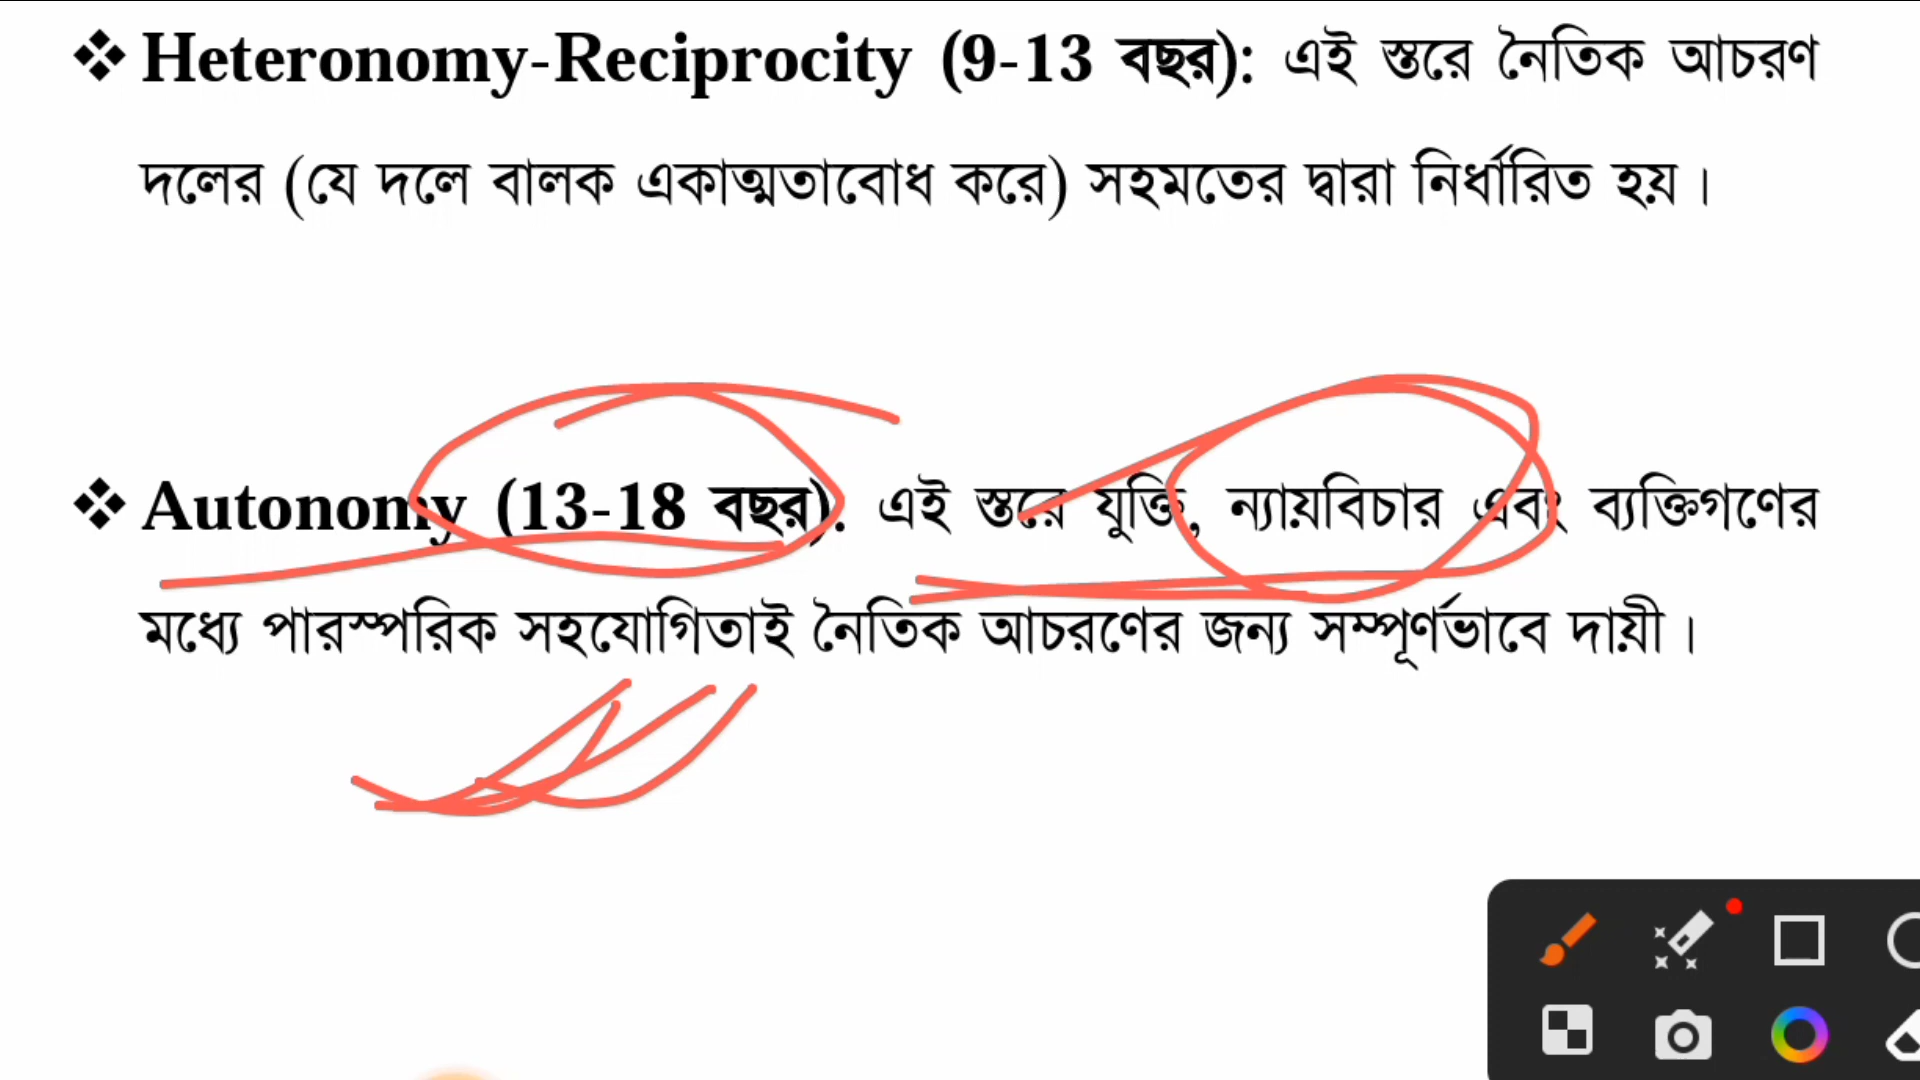 ❖ Heteronomy-Reciprocity (9-13 বছর): এই স্তরে নৈতিক আচরণ
দলের (যে দলে বালক একাত্মতাবোধ করে) সহমতের দ্বারা নির্ধারিত হয়।
❖ Autonomy (13-18 বছর): এই স্তরে যুক্তি, ন্যায়বিচার এবং ব্যক্তিগণের
মধ্যে পারস্পরিক সহযোগিতাই নৈতিক আচরণের জন্য সম্পূর্ণভাবে দায়ী।